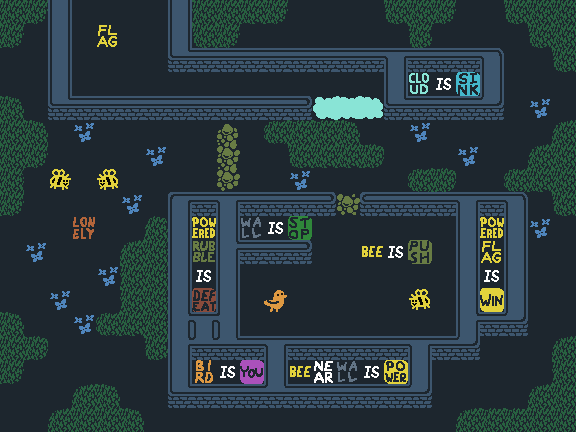 FLAG
CLOUD IS SINK
LONELY
POWERED
RUBBLE
IS
DEFEAT
WALL IS STOP
BEE IS PUSH
POWERED
FLAG
IS
WIN
BIRD IS YOU
BEE NEAR WALL IS POWER